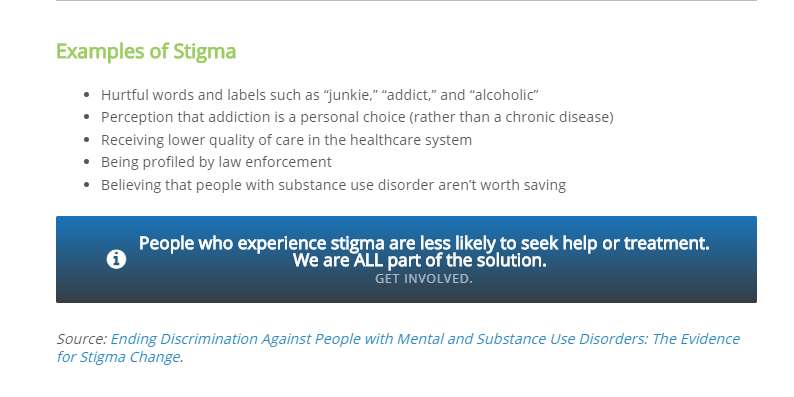 Examples of Stigma
Hurtful words and labels such as “junkie,” “addict,” and “alcoholic”
Perception that addiction is a personal choice (rather than a chronic disease)
Receiving lower quality of care in the healthcare system
Being profiled by law enforcement
Believing that people with substance use disorder aren’t worth saving
People who experience stigma are less likely to seek help or treatment.
We are ALL part of the solution.
GET INVOLVED.
Source: Ending Discrimination Against People with Mental and Substance Use Disorders: The Evidence
for Stigma Change.